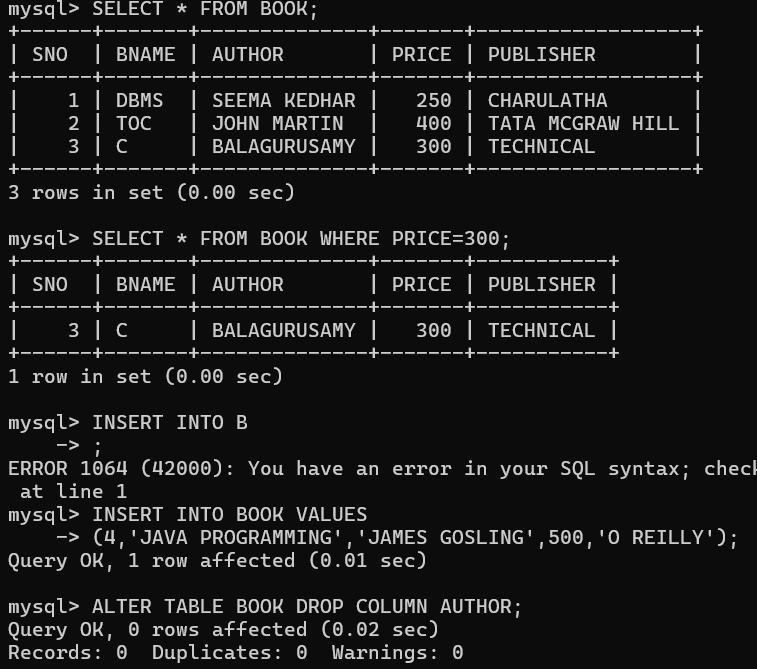 mysql> SELECT * FROM BOOK;
+------+-------+--------------+-------+------------------+
| SNO  | BNAME | AUTHOR       | PRICE | PUBLISHER        |
+------+-------+--------------+-------+------------------+
|    1 | DBMS  | SEEMA KEDHAR |   250 | CHARULATHA       |
|    2 | TOC   | JOHN MARTIN  |   400 | TATA MCGRAW HILL |
|    3 | C     | BALAGURUSAMY |   300 | TECHNICAL        |
+------+-------+--------------+-------+------------------+
3 rows in set (0.00 sec)
mysql> SELECT * FROM BOOK WHERE PRICE=300;
+------+-------+--------------+-------+-----------+
| SNO  | BNAME | AUTHOR       | PRICE | PUBLISHER |
+------+-------+--------------+-------+-----------+
|    3 | C     | BALAGURUSAMY |   300 | TECHNICAL |
+------+-------+--------------+-------+-----------+
1 row in set (0.00 sec)
mysql> INSERT INTO B
    -> ;
ERROR 1064 (42000): You have an error in your SQL syntax; check
 at line 1
mysql> INSERT INTO BOOK VALUES
    -> (4,'JAVA PROGRAMMING','JAMES GOSLING',500,'O REILLY');
Query OK, 1 row affected (0.01 sec)
mysql> ALTER TABLE BOOK DROP COLUMN AUTHOR;
Query OK, 0 rows affected (0.02 sec)
Records: 0  Duplicates: 0  Warnings: 0